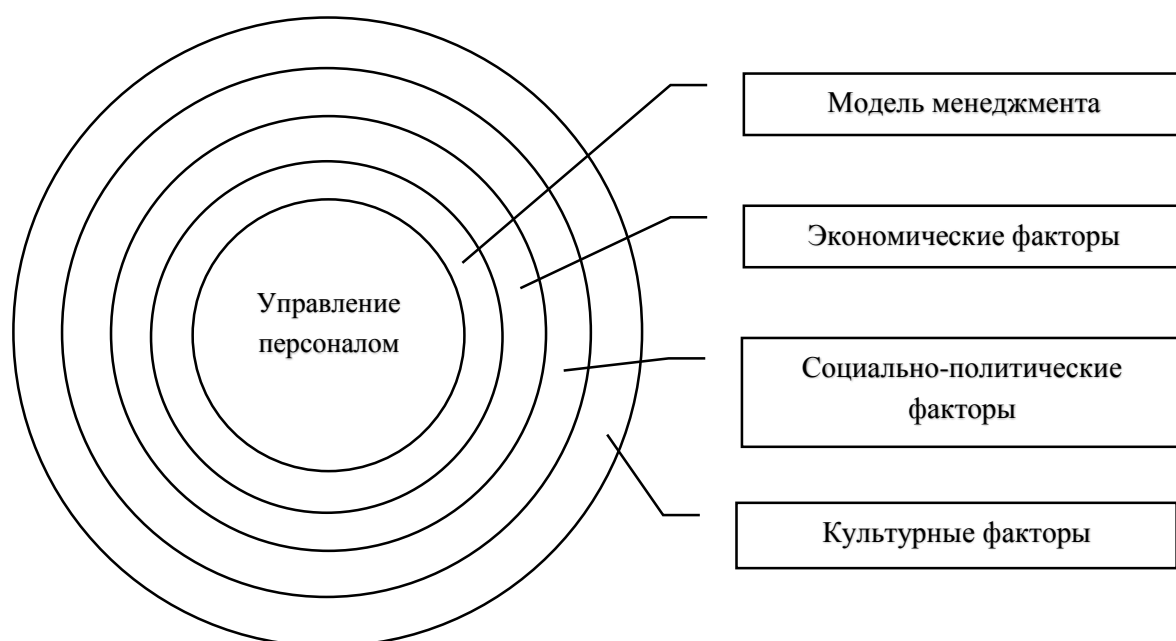 Управление
персоналом
Модель менеджмента
Экономические факторы
Социально-политические
факторы
Культурные факторы